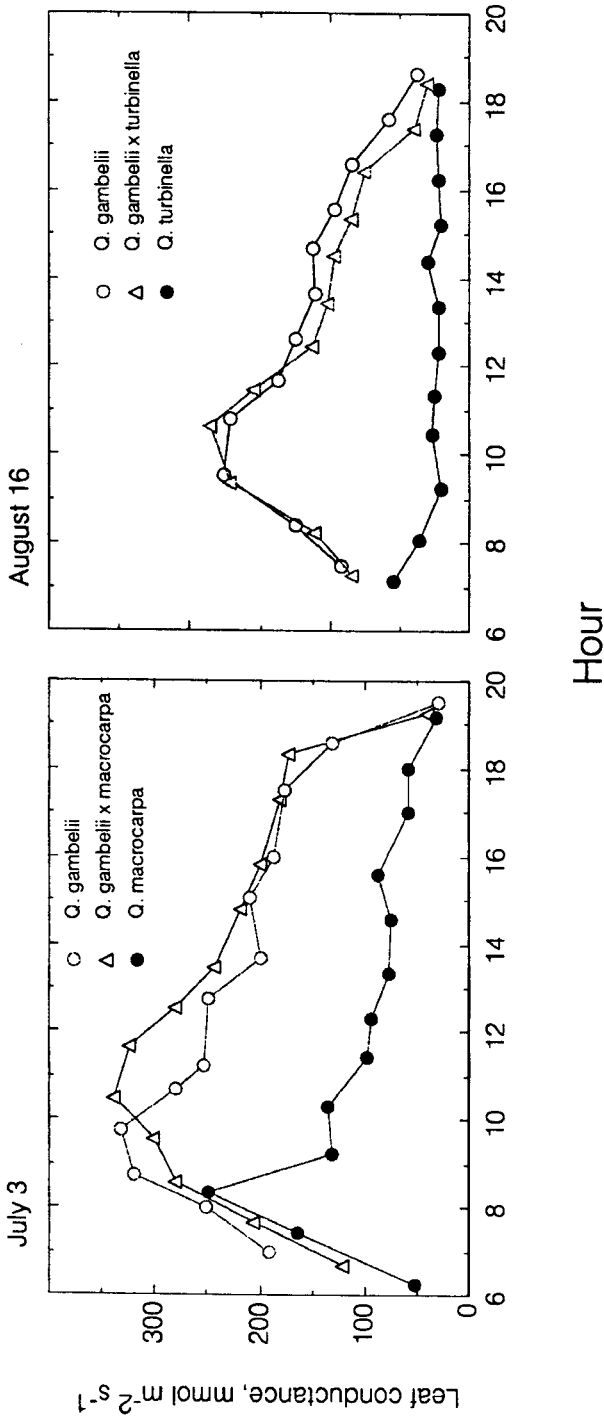 July 3
Q. gambelii
Q. gambelii x macrocarpa
Q. macrocarpa
Leaf conductance, mmol m⁻² s⁻¹
300
200
100
0
6 8 10 12 14 16 18 20
August 16
Q. gambelii
Q. gambelii x turbinella
Q. turbinella
6 8 10 12 14 16 18 20
Hour